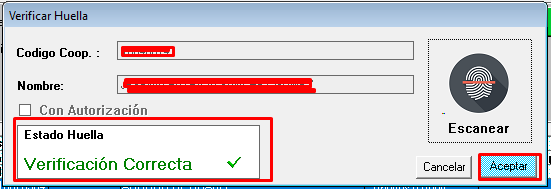 Verificar Huella
Codigo Coop. :
Nombre:
Con Autorización
Escanear
Estado Huella
Verificación Correcta
Cancelar
Aceptar